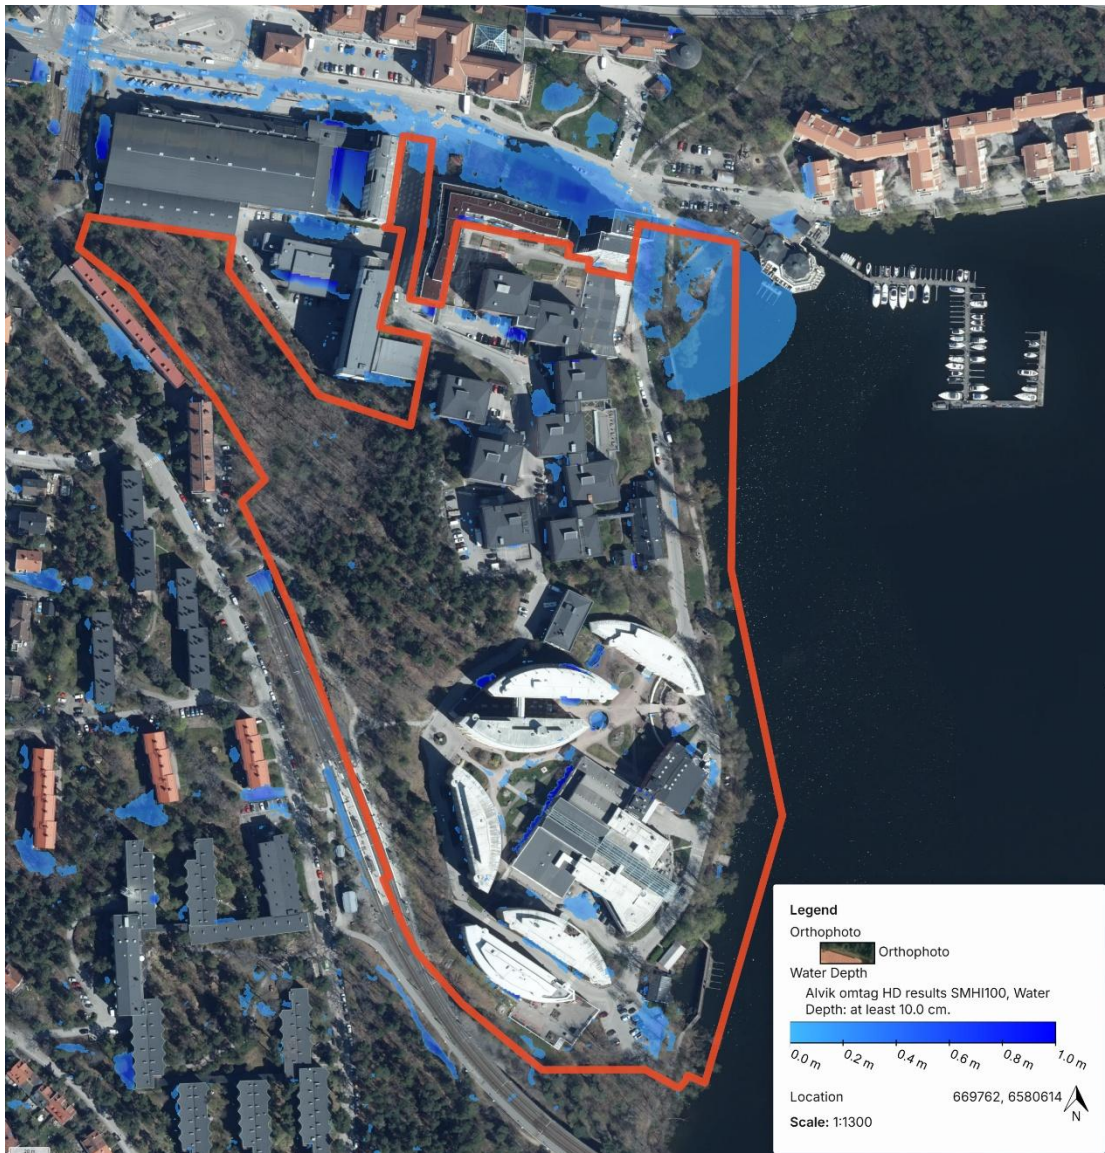 Legend
Orthophoto
Orthophoto
Water Depth
Alvik omtag HD results SMHI100, Water
Depth: at least 10.0 cm.
0.0 m 0.2 m 0.4 m 0.6 m 0.8 m 1.0 m
Location 669762, 6580614
N
Scale: 1:1300